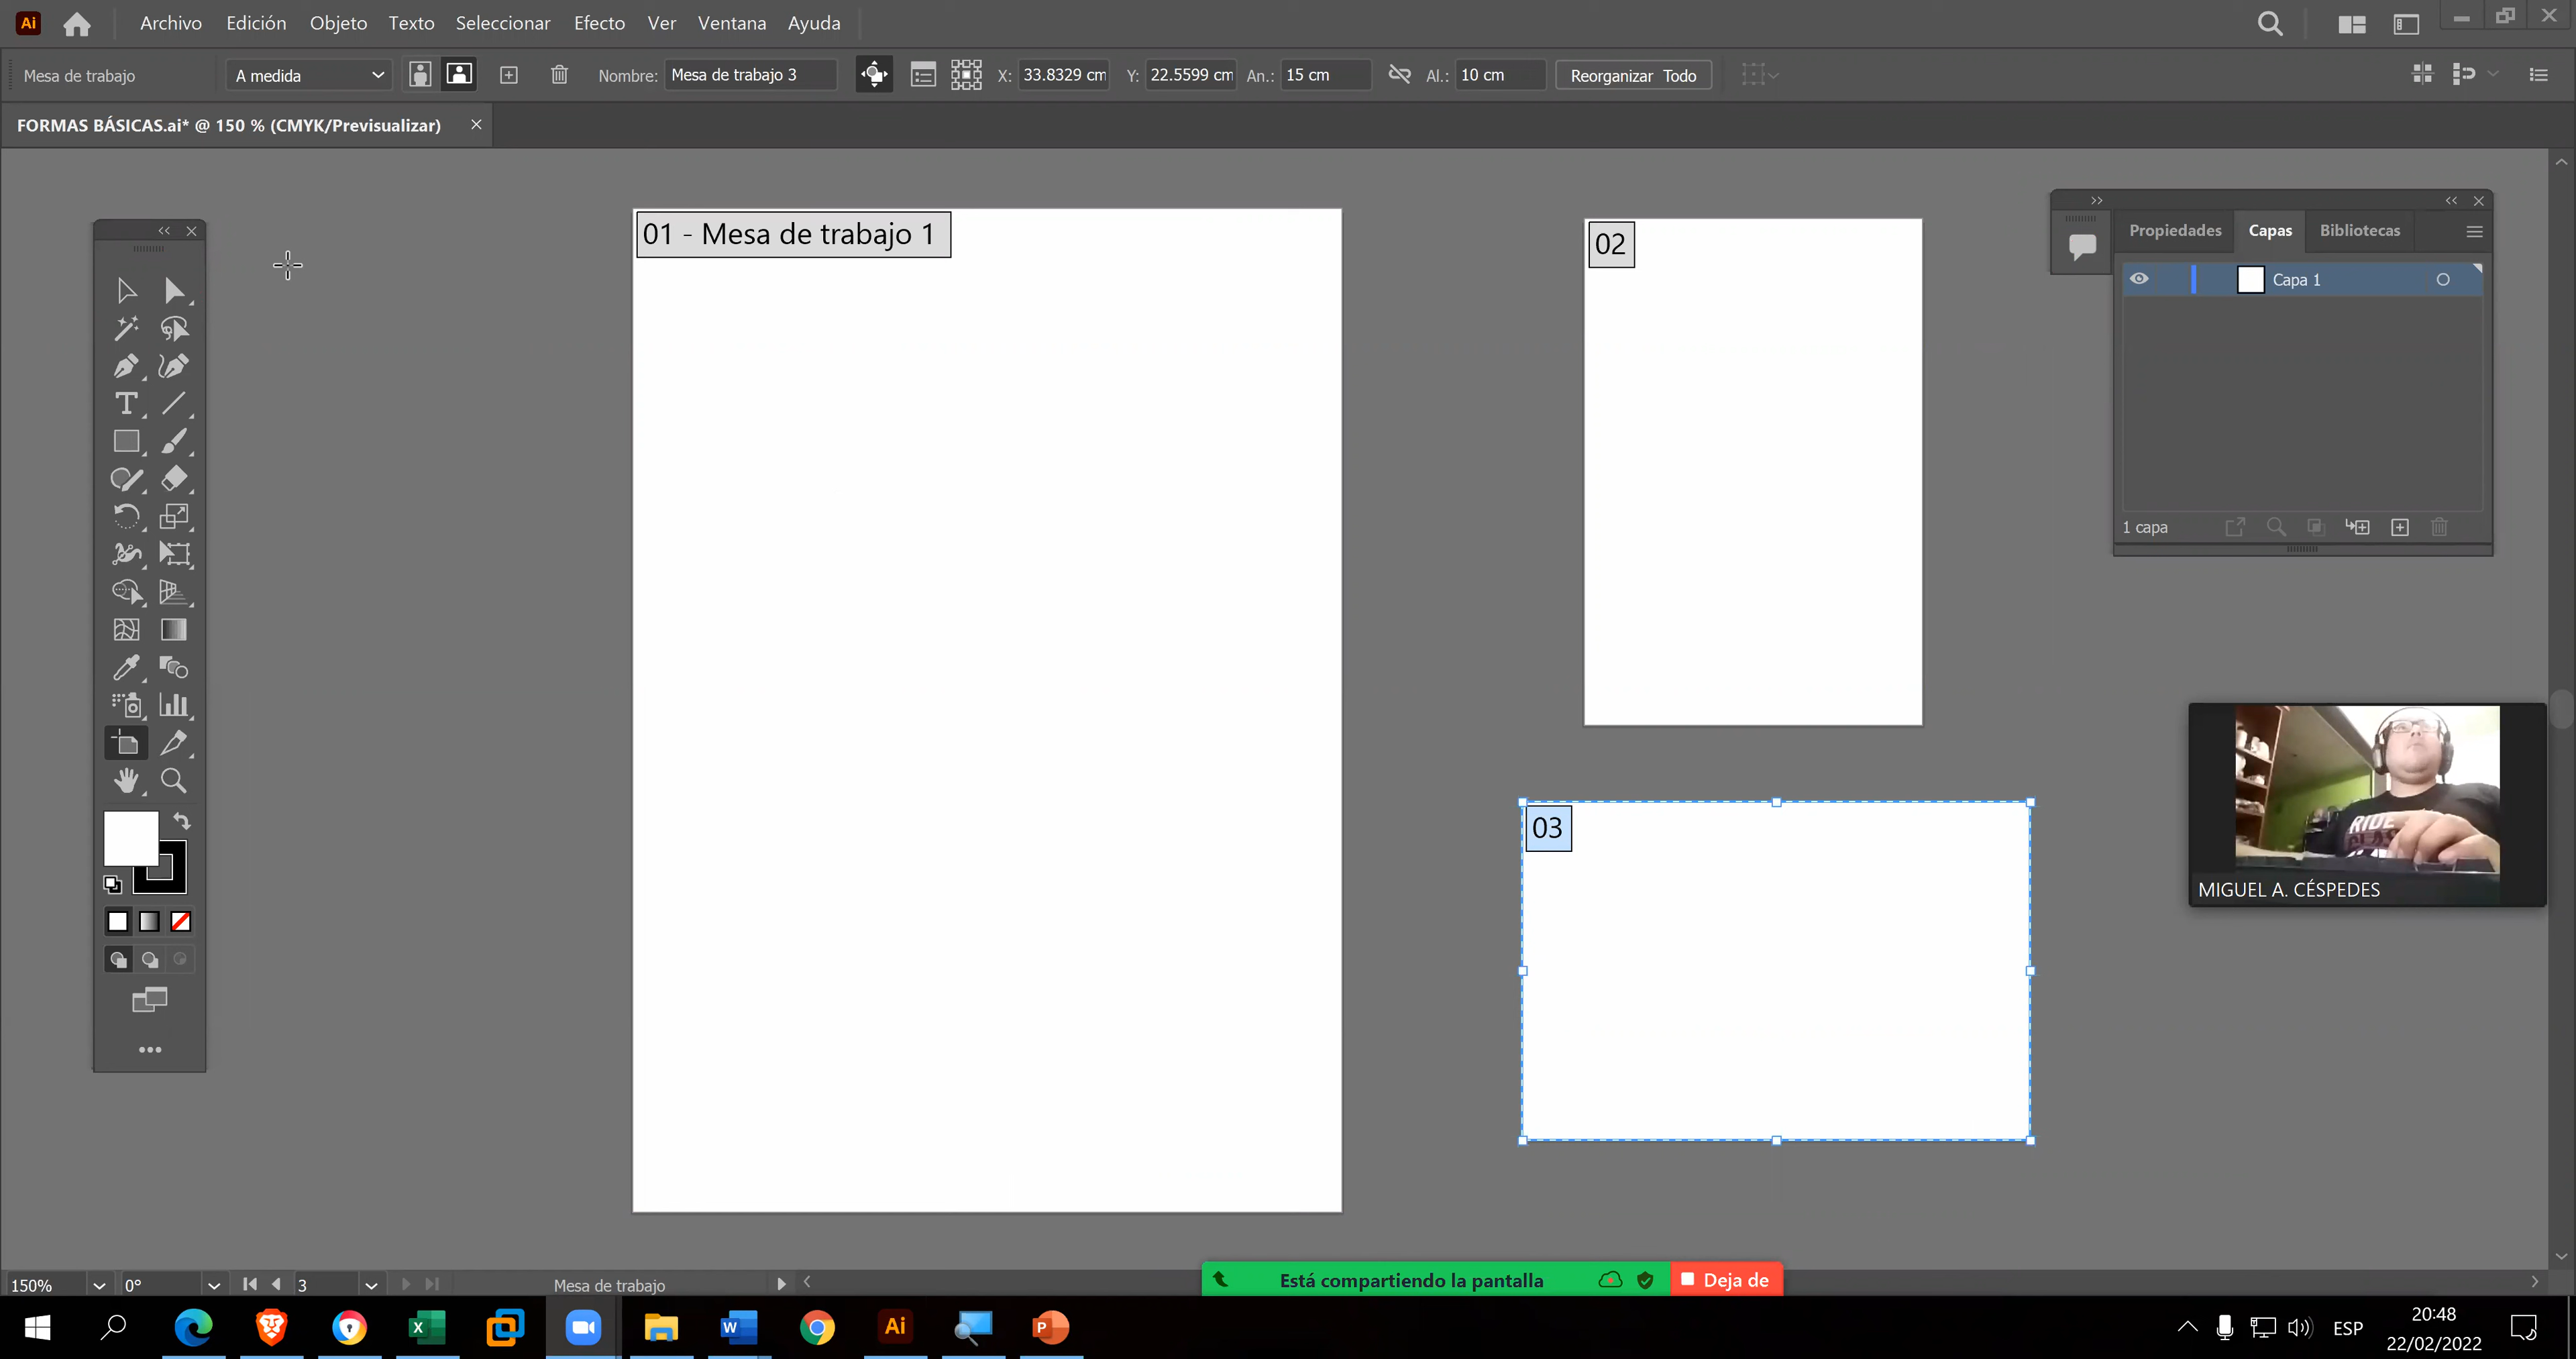 Ai Archivo Edición Objeto Texto Seleccionar Efecto Ver Ventana Ayuda
Mesa de trabajo A medida Nombre: Mesa de trabajo 3 X: 33.8329 cm Y: 22.5599 cm An.: 15 cm Al.: 10 cm Reorganizar Todo
FORMAS BÁSICAS.ai* @ 150 % (CMYK/Previsualizar)
01 - Mesa de trabajo 1
02
Propiedades Capas Bibliotecas
Capa 1
1 capa
03
RIDE
MIGUEL A. CÉSPEDES
150% 0° 3 Mesa de trabajo
Está compartiendo la pantalla Deja de
Ai
ESP
20:48
22/02/2022